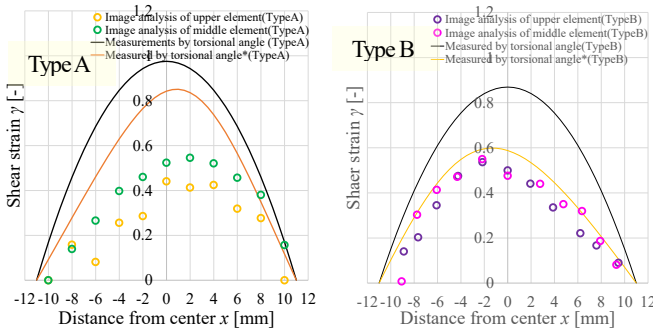 1.2
Image analysis of upper element(TypeA)
Image analysis of middle element(TypeA)
Measurements by torsional angle (TypeA)
Measured by torsional angle*(TypeA)
Type A
1
0.8
0.6
0.4
0.2
0
Shear strain γ [-]
-12 -10 -8 -6 -4 -2 0 2 4 6 8 10 12
Distance from center x [mm]
1.2
Image analysis of upper element(TypeB)
Image analysis of middle element(TypeB)
Measured by torsional angle(TypeB)
Measured by torsional angle*(TypeB)
Type B
1
0.8
0.6
0.4
0.2
0
Shaer strain γ [-]
-12 -10 -8 -6 -4 -2 0 2 4 6 8 10 12
Distance from center x [mm]